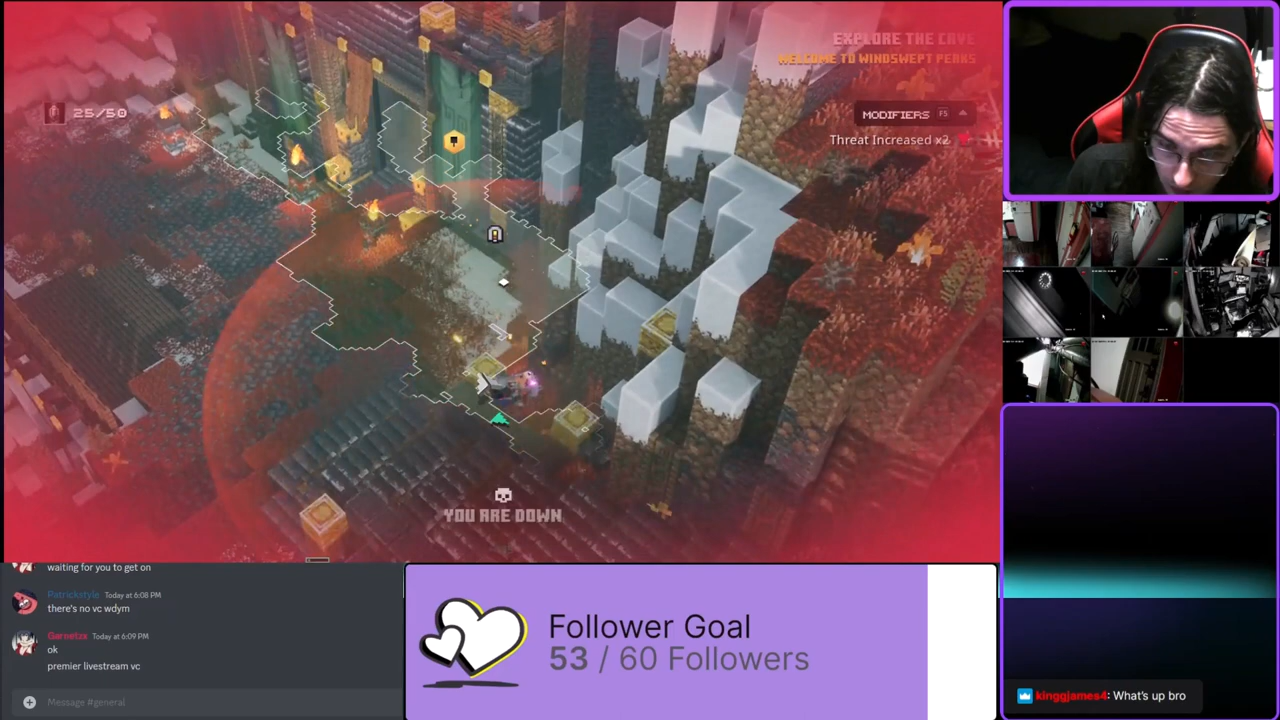 EXPLORE THE CAVE
WELCOME TO WINDSWEPT PEAKS
25/50
MODIFIERS F5
Threat Increased x2
YOU ARE DOWN
waiting for you to get on
Patrickstyle Today at 6:08 PM
there's no vc wdym
Garnetzs Today at 6:09 PM
ok
premier livestream vc
Message #general
Follower Goal
53 / 60 Followers
kinggjames4: What's up bro